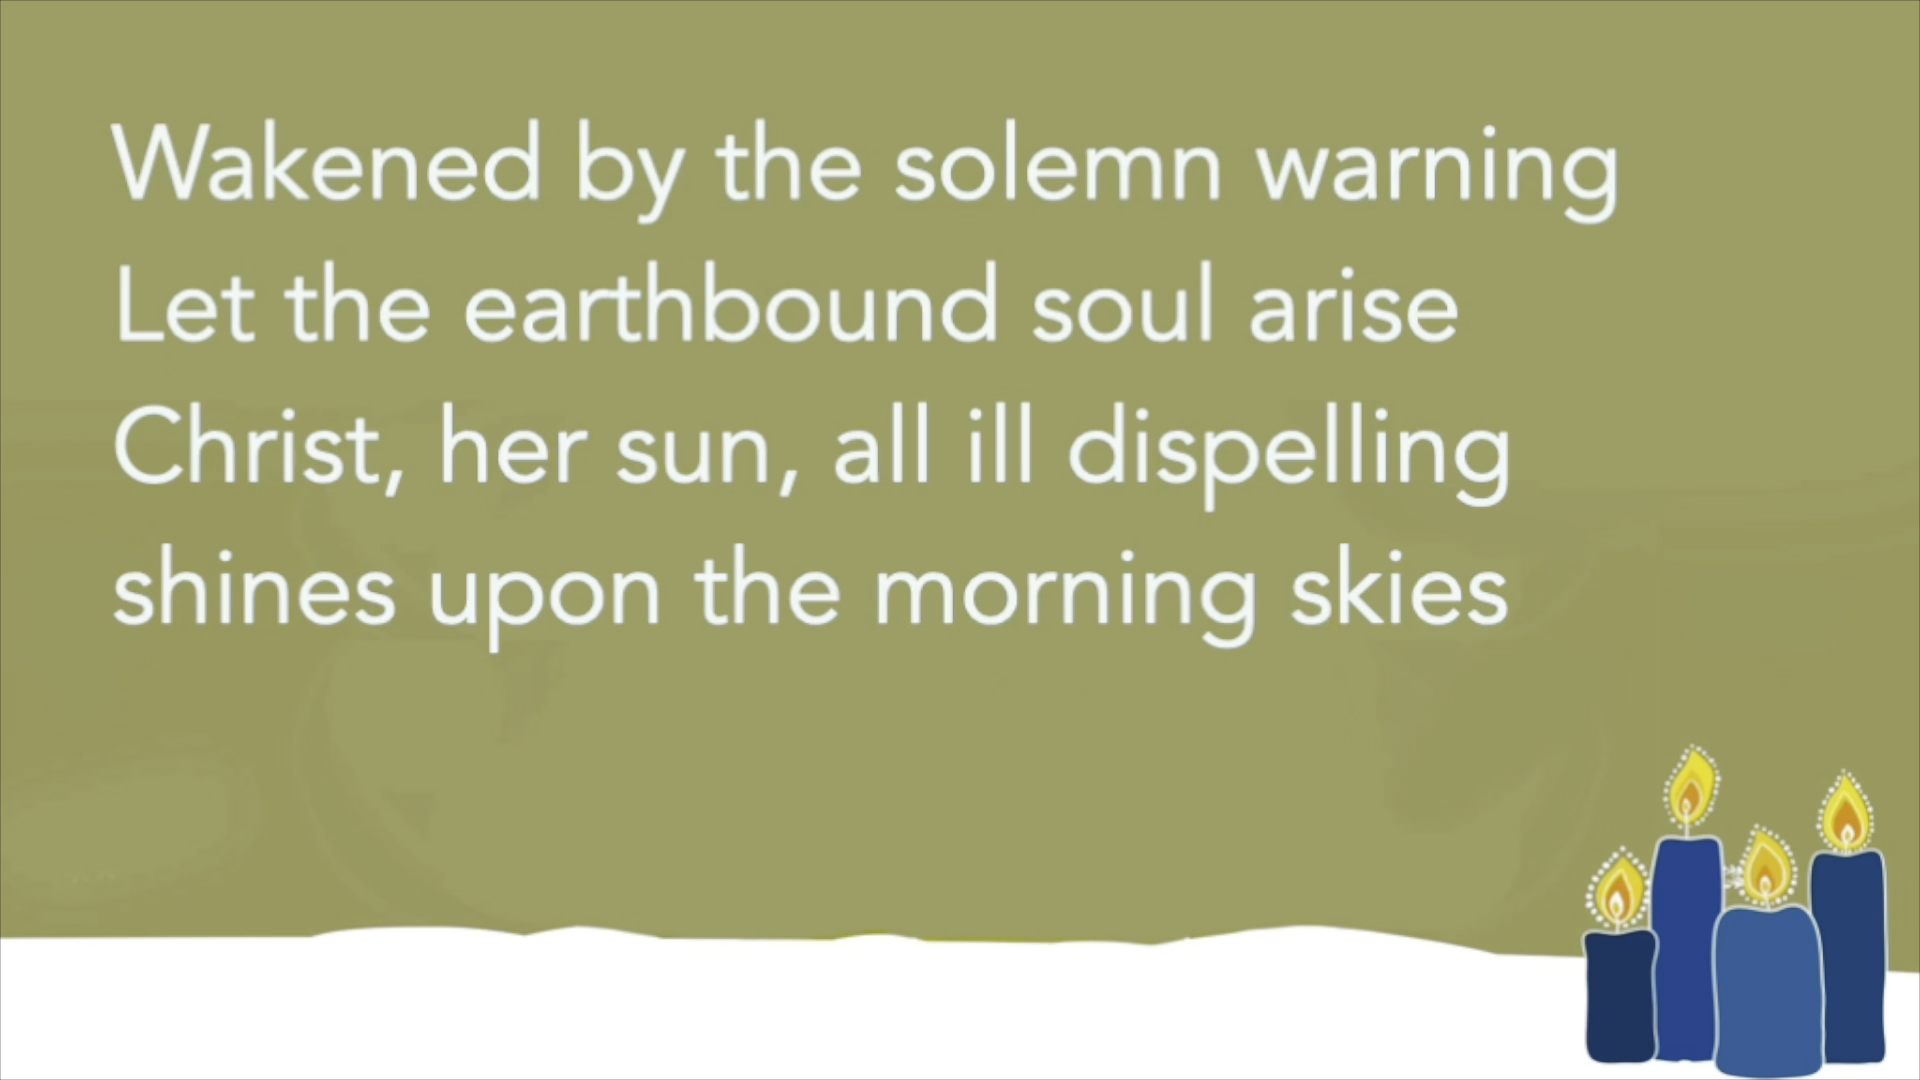 Wakened by the solemn warning
Let the earthbound soul arise
Christ, her sun, all ill dispelling
shines upon the morning skies